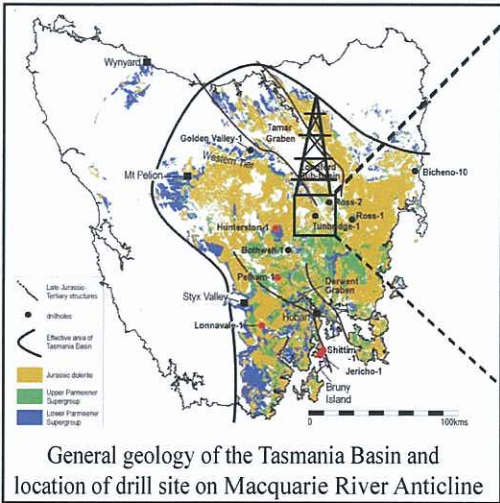 Wynyard
Tamar
Graben
Golden Valley-1
Western Tier
Mt Pelion
Bicheno-10
Ross-2
Ross-1
Tunbridge-1
Hunterston-1
Bothwell-1
Pelham-1
Derwent
Graben
Styx Valley
Hobart
Lonnavale-1
Shittim
-1
Jericho-1
Bruny
Island
Late Jurassic-
Tertiary structures
drillholes
Effective area of
Tasmania Basin
Jurassic dolerite
Upper Parmeener
Supergroup
Lower Parmeener
Supergroup
0 100kms
General geology of the Tasmania Basin and
location of drill site on Macquarie River Anticline